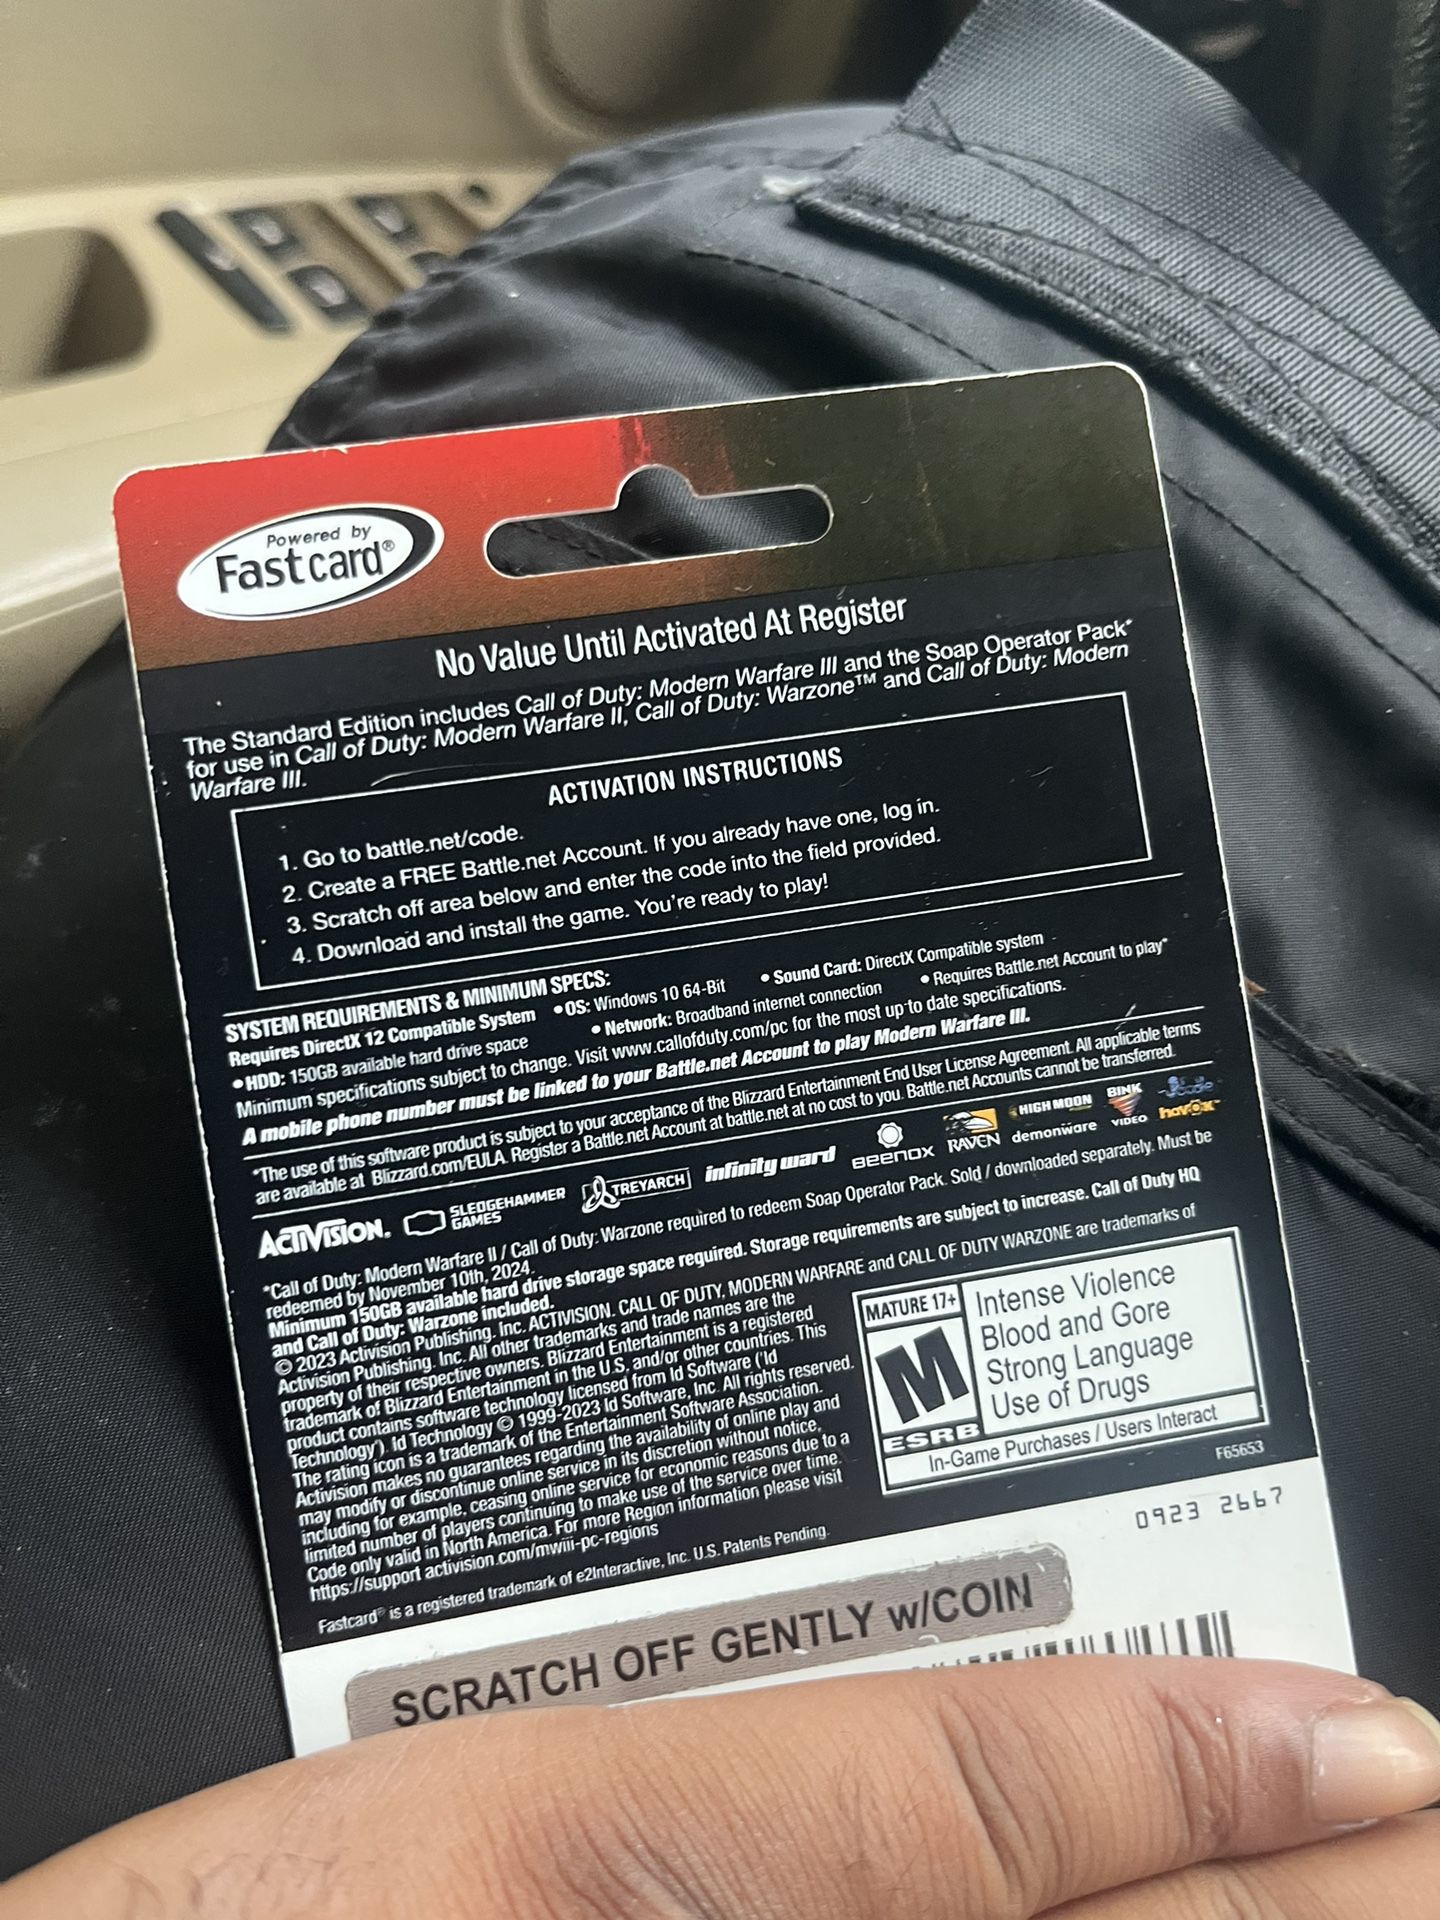 Powered by
Fastcard®
No Value Until Activated At Register
The Standard Edition includes Call of Duty: Modern Warfare III and the Soap Operator Pack*
for use in Call of Duty: Modern Warfare II, Call of Duty: Warzone™ and Call of Duty: Modern
Warfare III.
ACTIVATION INSTRUCTIONS
1. Go to battle.net/code.
2. Create a FREE Battle.net Account. If you already have one, log in.
3. Scratch off area below and enter the code into the field provided.
4. Download and install the game. You're ready to play!
SYSTEM REQUIREMENTS & MINIMUM SPECS:
Requires DirectX 12 Compatible System • OS: Windows 10 64-Bit • Sound Card: DirectX Compatible system
• HDD: 150GB available hard drive space • Network: Broadband internet connection • Requires Battle.net Account to play*
Minimum specifications subject to change. Visit www.callofduty.com/pc for the most up-to date specifications.
A mobile phone number must be linked to your Battle.net Account to play Modern Warfare III.
*The use of this software product is subject to your acceptance of the Blizzard Entertainment End User License Agreement. All applicable terms
are available at Blizzard.com/EULA. Register a Battle.net Account at battle.net at no cost to you. Battle.net Accounts cannot be transferred.
ACTIVISION.
SLEDGEHAMMER
GAMES
TREYARCH
infinity ward
BEENOX
RAVEN
HIGH MOON
demonware
BINK
VIDEO
havok
*Call of Duty: Modern Warfare II / Call of Duty: Warzone required to redeem Soap Operator Pack. Sold / downloaded separately. Must be
redeemed by November 10th, 2024.
Minimum 150GB available hard drive storage space required. Storage requirements are subject to increase. Call of Duty HQ
and Call of Duty: Warzone included.
© 2023 Activision Publishing, Inc. ACTIVISION, CALL OF DUTY, MODERN WARFARE and CALL OF DUTY WARZONE are trademarks of
Activision Publishing, Inc. All other trademarks and trade names are the
property of their respective owners. Blizzard Entertainment is a registered
trademark of Blizzard Entertainment in the U.S. and/or other countries. This
product contains software technology licensed from Id Software ('Id
Technology'). Id Technology © 1999-2023 Id Software, Inc. All rights reserved.
The rating icon is a trademark of the Entertainment Software Association.
Activision makes no guarantees regarding the availability of online play and
may modify or discontinue online service in its discretion without notice,
including for example, ceasing online service for economic reasons due to a
limited number of players continuing to make use of the service over time.
Code only valid in North America. For more Region information please visit
https://support activision.com/mwiii-pc-regions
Fastcard® is a registered trademark of e2Interactive, Inc. U.S. Patents Pending.
MATURE 17+
M
ESRB
Intense Violence
Blood and Gore
Strong Language
Use of Drugs
In-Game Purchases / Users Interact
F65653
0923 2667
SCRATCH OFF GENTLY w/COIN